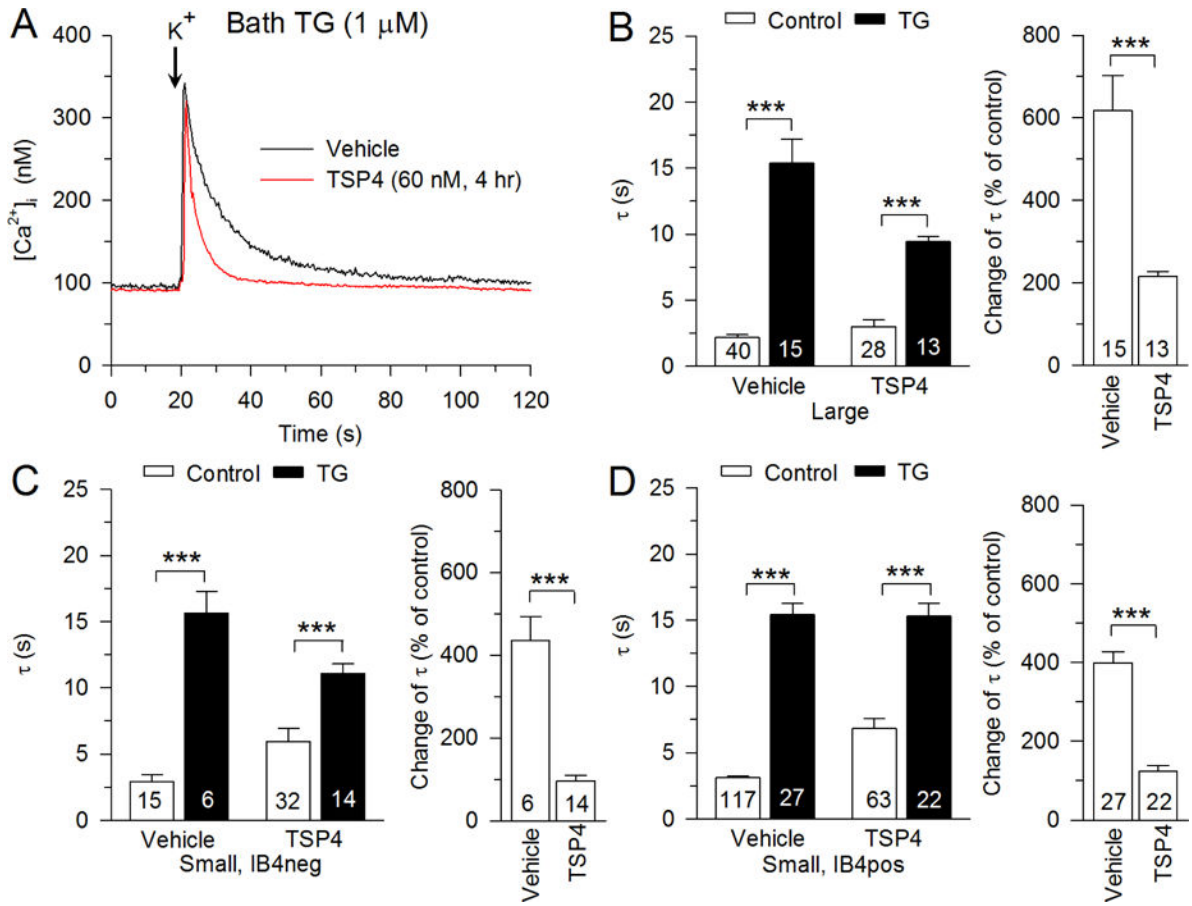 A
K+
Bath TG (1 μM)
400
300
200
100
0
[Ca2+]i (nM)
Vehicle
TSP4 (60 nM, 4 hr)
0 20 40 60 80 100 120
Time (s)
B
Control TG
25
20
15
10
5
0
τ (s)
***
***
40 15 28 13
Vehicle TSP4
Large
800
600
400
200
0
Change of τ (% of control)
***
15 13
Vehicle
TSP4
C
Control TG
25
20
15
10
5
0
τ (s)
***
***
15 6 32 14
Vehicle TSP4
Small, IB4neg
800
600
400
200
0
Change of τ (% of control)
***
6 14
Vehicle
TSP4
D
Control TG
25
20
15
10
5
0
τ (s)
***
***
117 27 63 22
Vehicle TSP4
Small, IB4pos
800
600
400
200
0
Change of τ (% of control)
***
27 22
Vehicle
TSP4